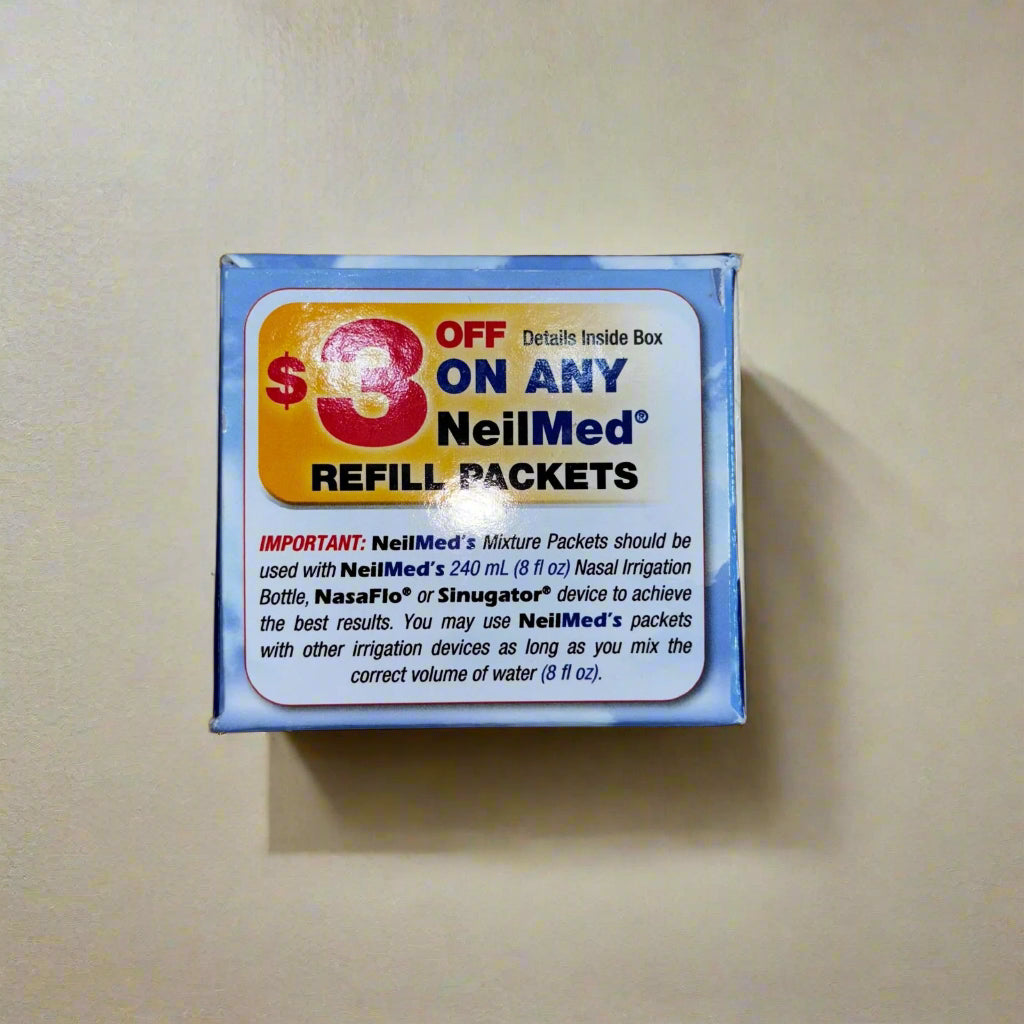 $3 OFF Details Inside Box
ON ANY
NeilMed®
REFILL PACKETS
IMPORTANT: NeilMed's Mixture Packets should be
used with NeilMed's 240 mL (8 fl oz) Nasal Irrigation
Bottle, NasaFlo® or Sinugator® device to achieve
the best results. You may use NeilMed's packets
with other irrigation devices as long as you mix the
correct volume of water (8 fl oz).